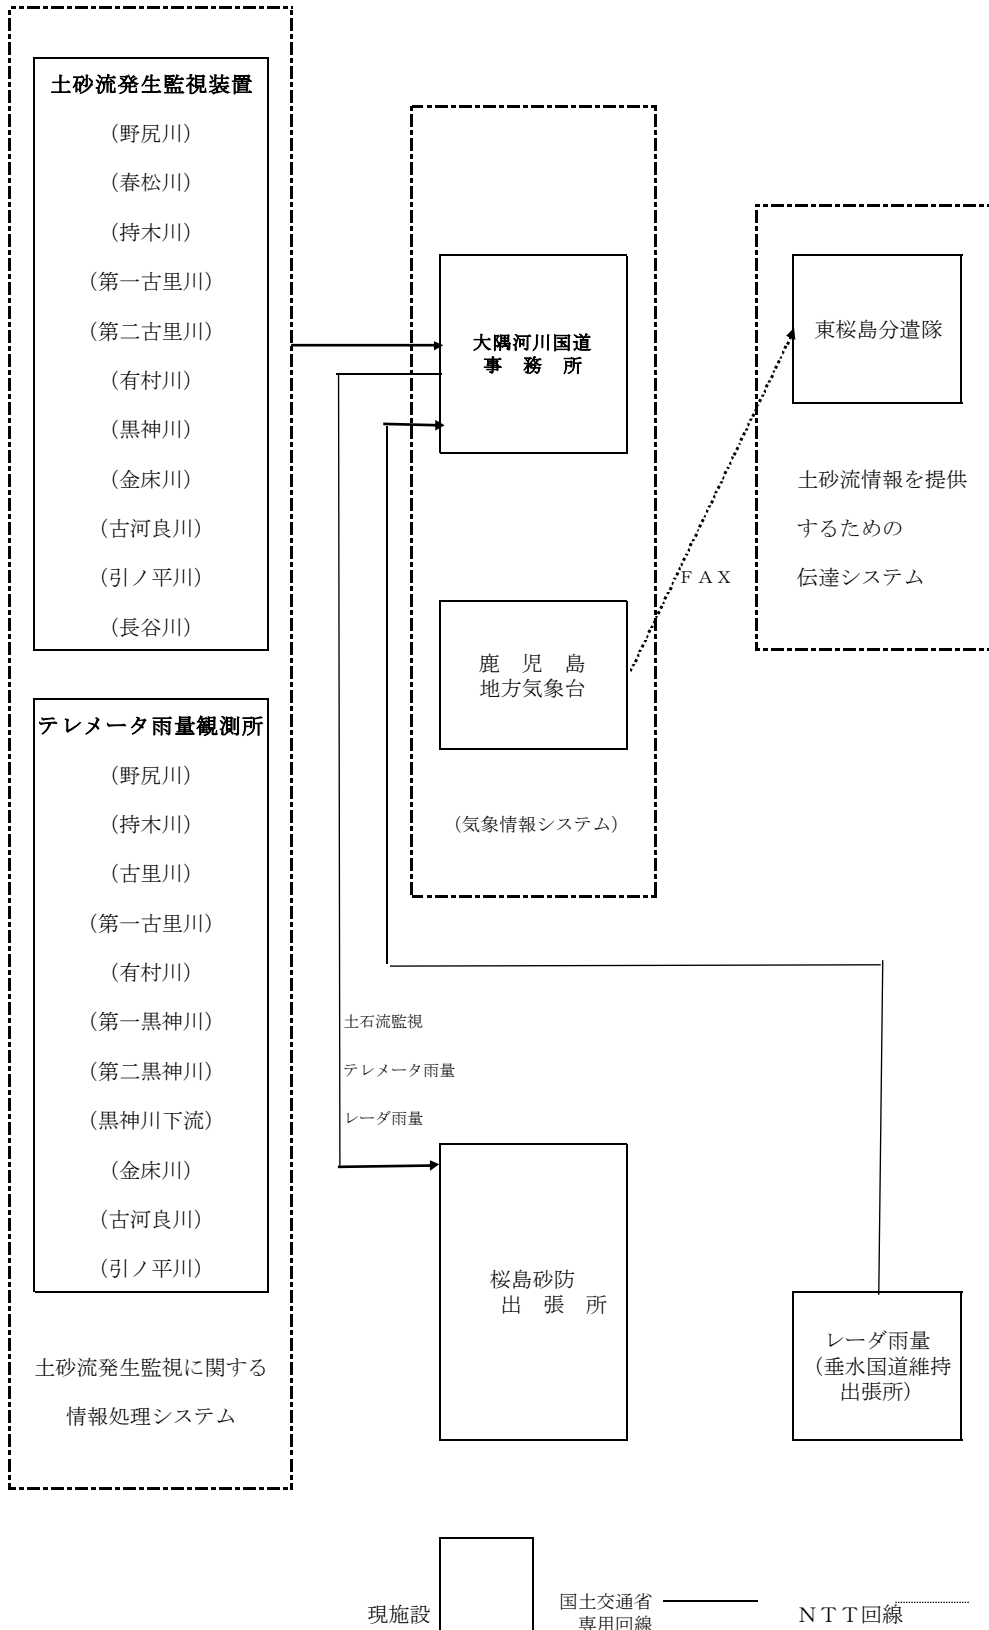 土砂流発生監視装置
（野尻川）
（春松川）
（持木川）
（第一古里川）
（第二古里川）
（有村川）
（黒神川）
（金床川）
（古河良川）
（引ノ平川）
（長谷川）
テレメータ雨量観測所
（野尻川）
（持木川）
（古里川）
（第一古里川）
（有村川）
（第一黒神川）
（第二黒神川）
（黒神川下流）
（金床川）
（古河良川）
（引ノ平川）
土砂流発生監視に関する
情報処理システム
大隅河川国道
事　務　所
鹿　児　島
地方気象台
（気象情報システム）
土石流監視
テレメータ雨量
レーダ雨量
桜島砂防
出　張　所
ＦＡＸ
東桜島分遣隊
土砂流情報を提供
するための
伝達システム
レーダ雨量
（垂水国道維持
出張所）
現施設
国土交通省
専用回線
ＮＴＴ回線